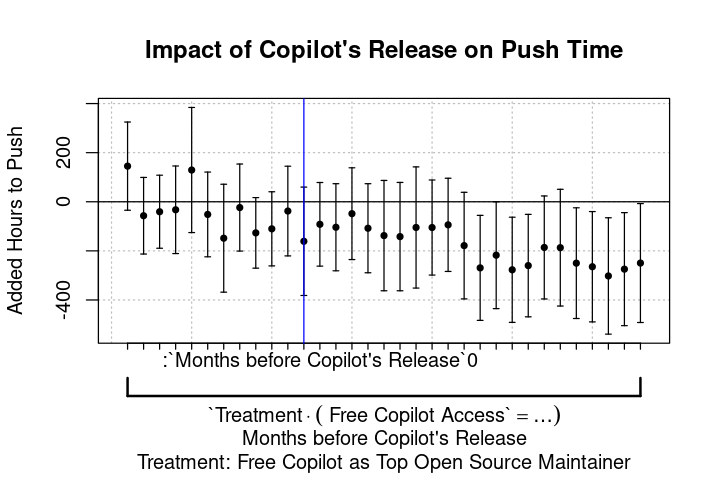 Impact of Copilot's Release on Push Time
Added Hours to Push
200
0
-400
:`Months before Copilot's Release`0
`Treatment · ( Free Copilot Access` = …)
Months before Copilot's Release
Treatment: Free Copilot as Top Open Source Maintainer